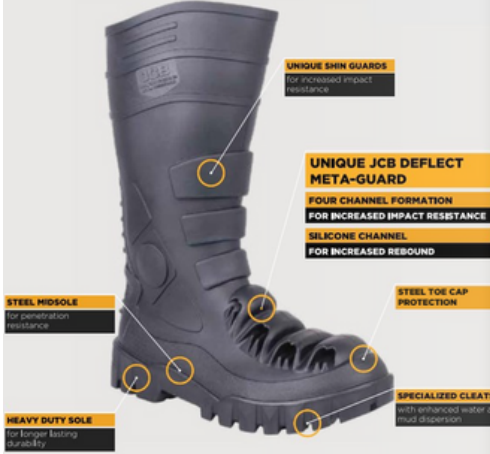 JCB
UNIQUE SHIN GUARDS
for increased impact
resistance
UNIQUE JCB DEFLECT
META-GUARD
FOUR CHANNEL FORMATION
FOR INCREASED IMPACT RESISTANCE
SILICONE CHANNEL
FOR INCREASED REBOUND
STEEL TOE CAP
PROTECTION
STEEL MIDSOLE
for penetration
resistance
SPECIALIZED CLEATS
with enhanced water
mud dispersion
HEAVY DUTY SOLE
for longer lasting
durability